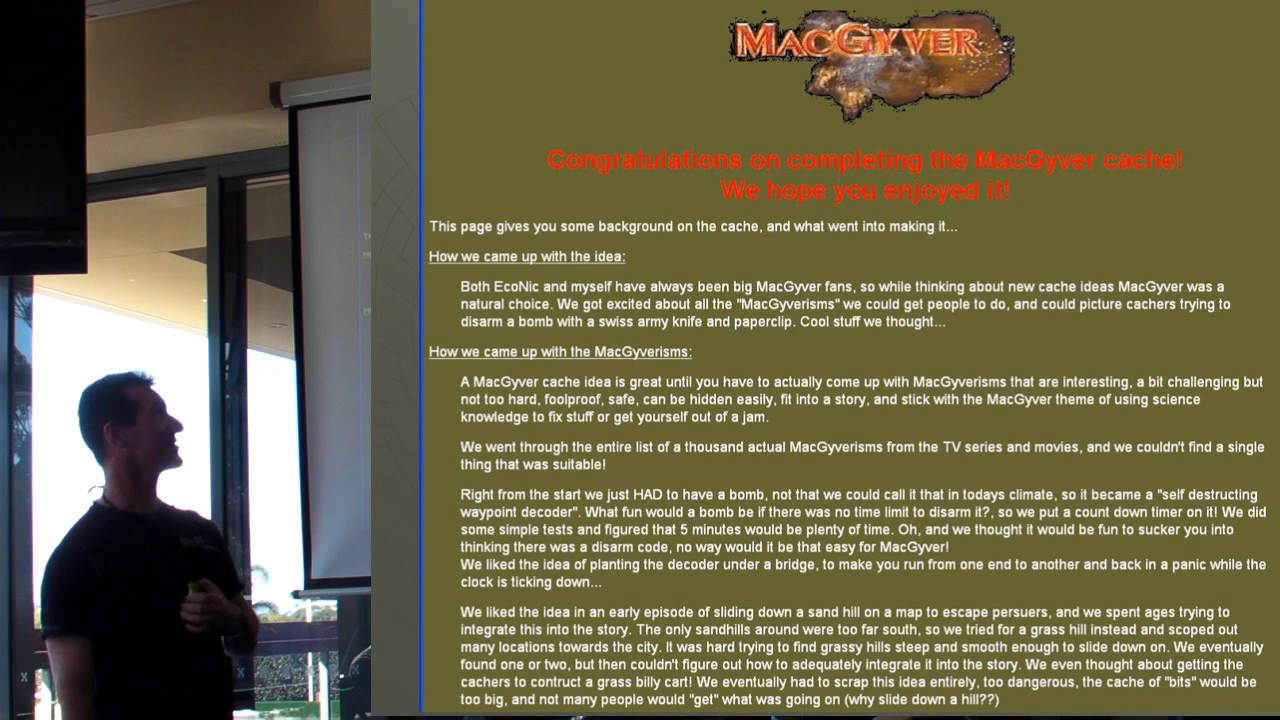 MACGYVER
Congratulations on completing the MacGyver cache!
We hope you enjoyed it!
This page gives you some background on the cache, and what went into making it...
How we came up with the idea:
Both EcoNic and myself have always been big MacGyver fans, so while thinking about new cache ideas MacGyver was a
natural choice. We got excited about all the "MacGyverisms" we could get people to do, and could picture cachers trying to
disarm a bomb with a swiss army knife and paperclip. Cool stuff we thought...
How we came up with the MacGyverisms:
A MacGyver cache idea is great until you have to actually come up with MacGyverisms that are interesting, a bit challenging but
not too hard, foolproof, safe, can be hidden easily, fit into a story, and stick with the MacGyver theme of using science
knowledge to fix stuff or get yourself out of a jam.
We went through the entire list of a thousand actual MacGyverisms from the TV series and movies, and we couldn't find a single
thing that was suitable!
Right from the start we just HAD to have a bomb, not that we could call it that in todays climate, so it became a "self destructing
waypoint decoder". What fun would a bomb be if there was no time limit to disarm it?, so we put a count down timer on it! We did
some simple tests and figured that 5 minutes would be plenty of time. Oh, and we thought it would be fun to sucker you into
thinking there was a disarm code, no way would it be that easy for MacGyver!
We liked the idea of planting the decoder under a bridge, to make you run from one end to another and back in a panic while the
clock is ticking down...
We liked the idea in an early episode of sliding down a sand hill on a map to escape persuers, and we spent ages trying to
integrate this into the story. The only sandhills around were too far south, so we tried for a grass hill instead and scoped out
many locations towards the city. It was hard trying to find grassy hills steep and smooth enough to slide down on. We eventually
found one or two, but then couldn't figure out how to adequately integrate it into the story. We even thought about getting the
cachers to contruct a grass billy cart! We eventually had to scrap this idea entirely, too dangerous, the cache of "bits" would be
too big, and not many people would "get" what was going on (why slide down a hill??)